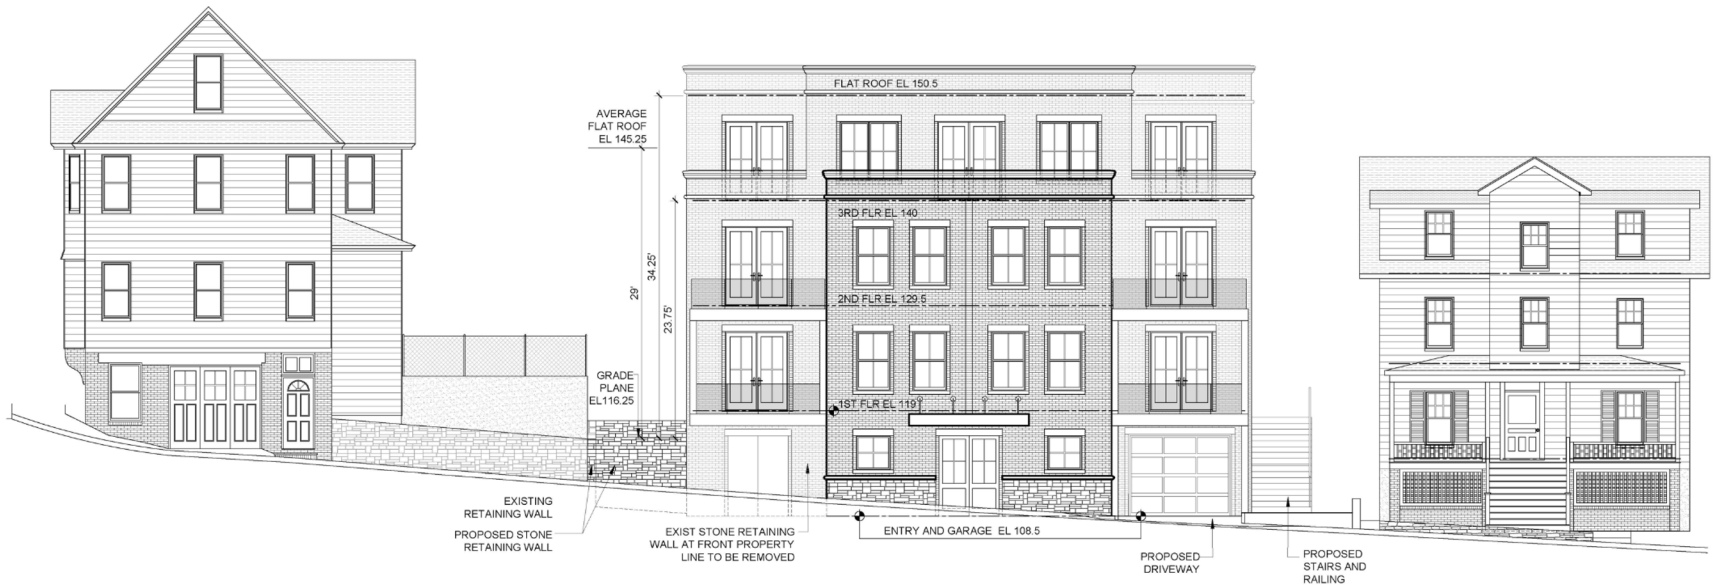 FLAT ROOF EL 150.5
AVERAGE
FLAT ROOF
EL 145.25
3RD FLR EL 140
34.25'
29'
2ND FLR EL 129.5
23.75'
GRADE
PLANE
EL116.25
1ST FLR EL 119
EXISTING
RETAINING WALL
PROPOSED STONE
RETAINING WALL
EXIST STONE RETAINING
WALL AT FRONT PROPERTY
LINE TO BE REMOVED
ENTRY AND GARAGE EL 108.5
PROPOSED
DRIVEWAY
PROPOSED
STAIRS AND
RAILING